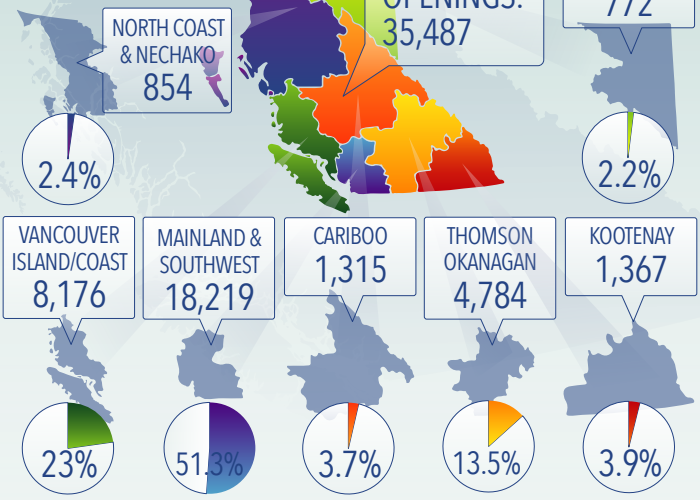 OPENINGS:
35,487
772
NORTH COAST
& NECHAKO
854
2.4%
2.2%
VANCOUVER
ISLAND/COAST
8,176
MAINLAND &
SOUTHWEST
18,219
CARIBOO
1,315
THOMSON
OKANAGAN
4,784
KOOTENAY
1,367
23%
51.3%
3.7%
13.5%
3.9%